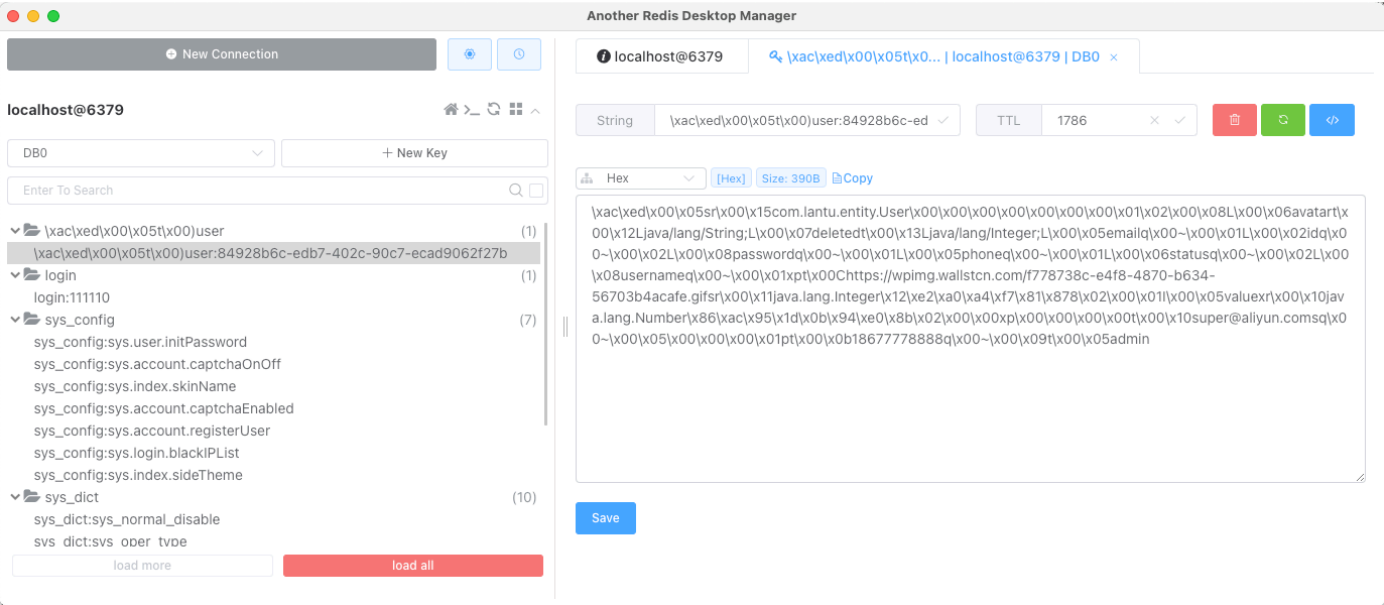 Another Redis Desktop Manager
New Connection
localhost@6379
DB0
+ New Key
Enter To Search
\xac\xed\x00\x05t\x00)user
(1)
\xac\xed\x00\x05t\x00)user:84928b6c-edb7-402c-90c7-ecad9062f27b
login
(1)
login:111110
sys_config
(7)
sys_config:sys.user.initPassword
sys_config:sys.account.captchaOnOff
sys_config:sys.index.skinName
sys_config:sys.account.captchaEnabled
sys_config:sys.account.registerUser
sys_config:sys.login.blackIPList
sys_config:sys.index.sideTheme
sys_dict
(10)
sys_dict:sys_normal_disable
sys_dict:sys_oper_type
load more
load all
localhost@6379
\xac\xed\x00\x05t\x0... | localhost@6379 | DB0 ×
String
\xac\xed\x00\x05t\x00)user:84928b6c-ed
TTL
1786
Hex
[Hex]
Size: 390B
Copy
\xac\xed\x00\x05sr\x00\x15com.lantu.entity.User\x00\x00\x00\x00\x00\x00\x00\x01\x02\x00\x08L\x00\x06avatart\x
00\x12Ljava/lang/String;L\x00\x07deletedt\x00\x13Ljava/lang/Integer;L\x00\x05emailq\x00~\x00\x01L\x00\x02idq\x0
0~\x00\x02L\x00\x08passwordq\x00~\x00\x01L\x00\x05phoneq\x00~\x00\x01L\x00\x06statusq\x00~\x00\x02L\x00
\x08usernameq\x00~\x00\x01xpt\x00Chttps://wpimg.wallstcn.com/f778738c-e4f8-4870-b634-
56703b4acafe.gifsr\x00\x11java.lang.Integer\x12\xe2\xa0\xa4\xf7\x81\x878\x02\x00\x01I\x00\x05valuexr\x00\x10jav
a.lang.Number\x86\xac\x95\x1d\x0b\x94\xe0\x8b\x02\x00\x00xp\x00\x00\x00\x00t\x00\x10super@aliyun.comsq\x0
0~\x00\x05\x00\x00\x00\x01pt\x00\x0b18677778888q\x00~\x00\x09t\x00\x05admin
Save